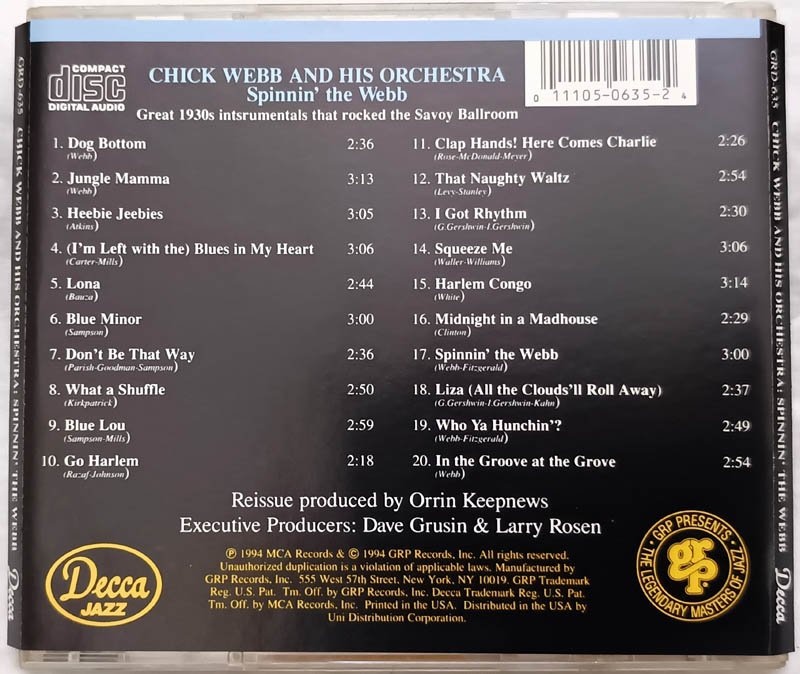 COMPACT
disc
DIGITAL AUDIO
CHICK WEBB AND HIS ORCHESTRA
Spinnin' the Webb
Great 1930s intsrumentals that rocked the Savoy Ballroom
0 11105-0635-2 4
1. Dog Bottom 2:36
(Webb)
2. Jungle Mamma 3:13
(Webb)
3. Heebie Jeebies 3:05
(Atkins)
4. (I'm Left with the) Blues in My Heart 3:06
(Carter-Mills)
5. Lona 2:44
(Bauza)
6. Blue Minor 3:00
(Sampson)
7. Don't Be That Way 2:36
(Parish-Goodman-Sampson)
8. What a Shuffle 2:50
(Kirkpatrick)
9. Blue Lou 2:59
(Sampson-Mills)
10. Go Harlem 2:18
(Razaf-Johnson)
11. Clap Hands! Here Comes Charlie 2:26
(Rose-McDonald-Meyer)
12. That Naughty Waltz 2:54
(Levy-Stanley)
13. I Got Rhythm 2:30
(G.Gershwin-I.Gershwin)
14. Squeeze Me 3:06
(Waller-Williams)
15. Harlem Congo 3:14
(White)
16. Midnight in a Madhouse 2:29
(Clinton)
17. Spinnin' the Webb 3:00
(Webb-Fitzgerald)
18. Liza (All the Clouds'll Roll Away) 2:37
(G.Gershwin-I.Gershwin-Kahn)
19. Who Ya Hunchin'? 2:49
(Webb-Fitzgerald)
20. In the Groove at the Grove 2:54
(Webb)
Reissue produced by Orrin Keepnews
Executive Producers: Dave Grusin & Larry Rosen
℗ 1994 MCA Records & © 1994 GRP Records, Inc. All rights reserved.
Unauthorized duplication is a violation of applicable laws. Manufactured by
GRP Records, Inc. 555 West 57th Street, New York, NY 10019. GRP Trademark
Reg. U.S. Pat. Tm. Off. by GRP Records, Inc. Decca Trademark Reg. U.S. Pat.
Tm. Off. by MCA Records, Inc. Printed in the USA. Distributed in the USA by
Uni Distribution Corporation.
Decca
JAZZ
· GRP PRESENTS ·
THE LEGENDARY MASTERS OF JAZZ
grp
GRD-635 CHICK WEBB AND HIS ORCHESTRA: SPINNIN' THE WEBB Decca
GRD-635 CHICK WEBB AND HIS ORCHESTRA: SPINNIN' THE WEBB Decca